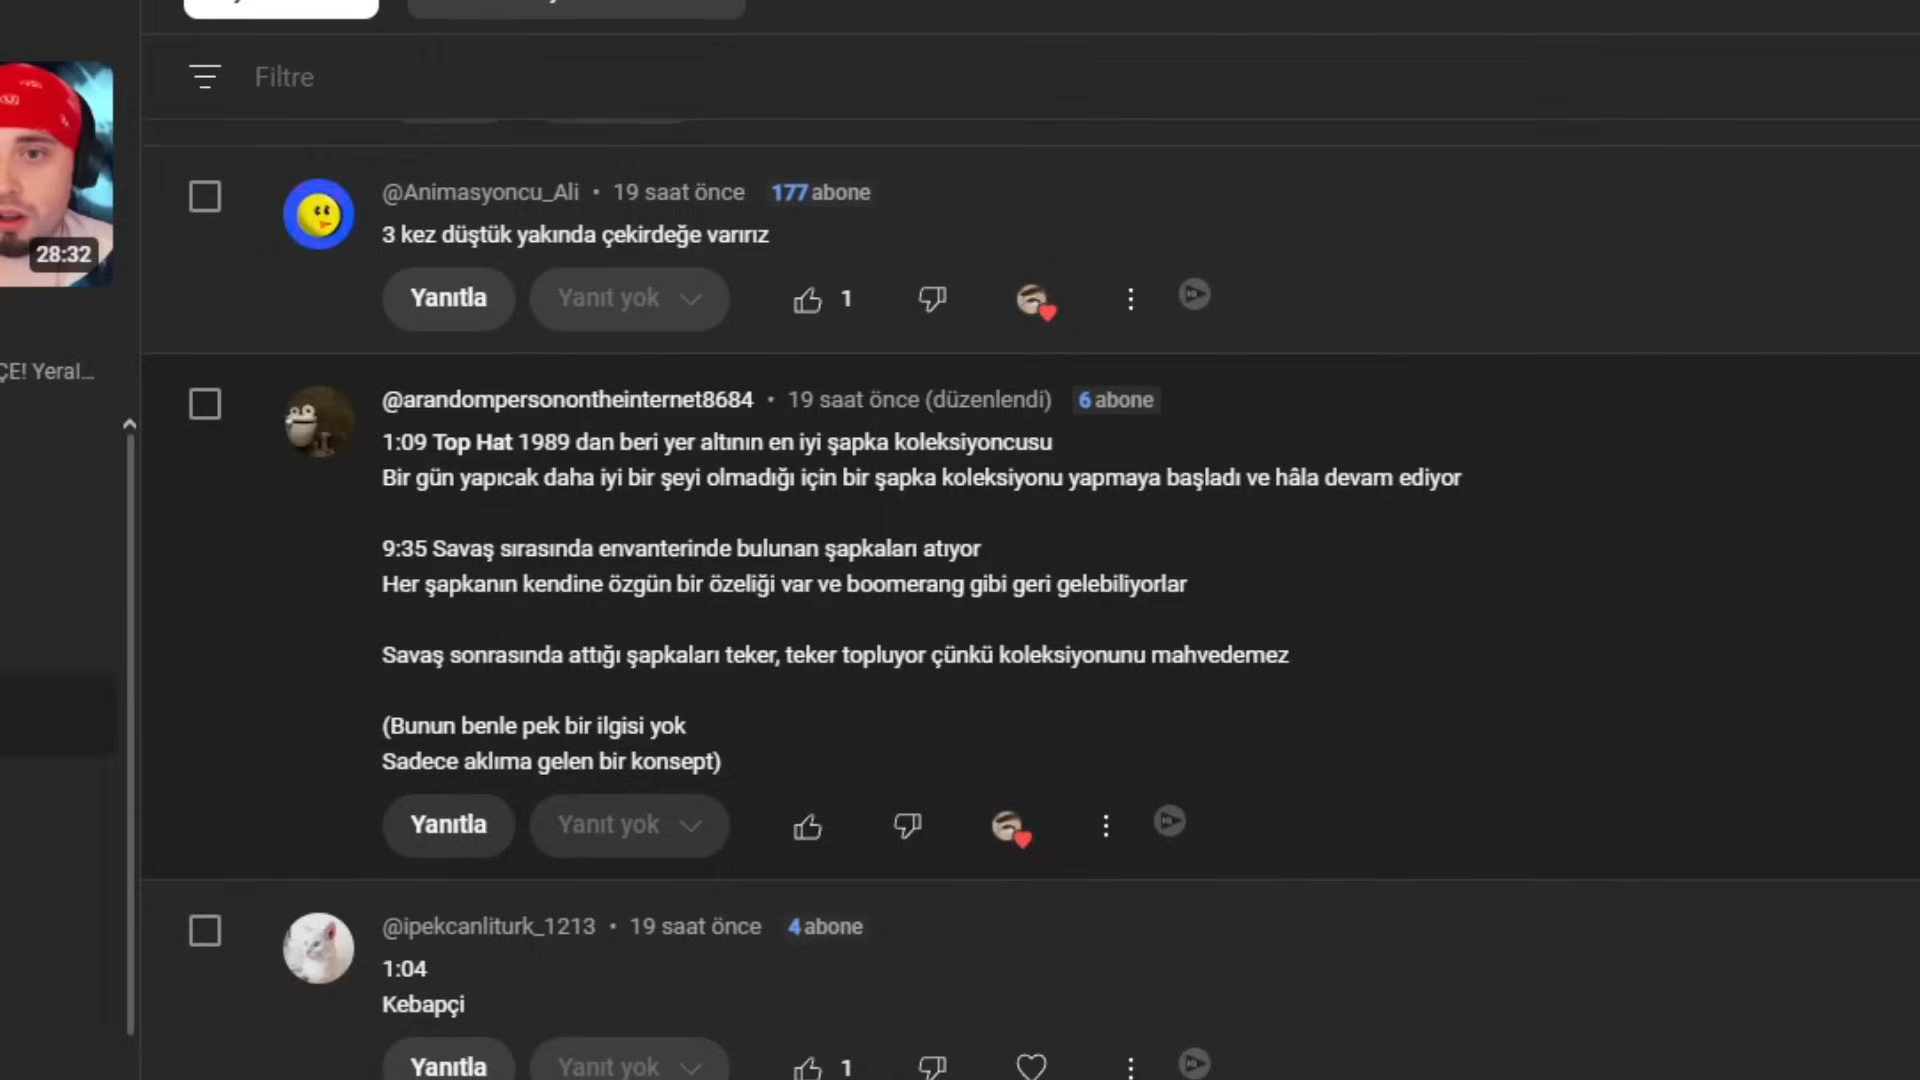 Filtre
28:32
ÇE! Yeral...
@Animasyoncu_Ali • 19 saat önce 177 abone
3 kez düştük yakında çekirdeğe varırız
Yanıtla Yanıt yok 1
@arandompersonontheinternet8684 • 19 saat önce (düzenlendi) 6 abone
1:09 Top Hat 1989 dan beri yer altının en iyi şapka koleksiyoncusu
Bir gün yapıcak daha iyi bir şeyi olmadığı için bir şapka koleksiyonu yapmaya başladı ve hâla devam ediyor
9:35 Savaş sırasında envanterinde bulunan şapkaları atıyor
Her şapkanın kendine özgün bir özeliği var ve boomerang gibi geri gelebiliyorlar
Savaş sonrasında attığı şapkaları teker, teker topluyor çünkü koleksiyonunu mahvedemez
(Bunun benle pek bir ilgisi yok
Sadece aklıma gelen bir konsept)
Yanıtla Yanıt yok
@ipekcanliturk_1213 • 19 saat önce 4 abone
1:04
Kebapçi
Yanıtla Yanıt yok 1